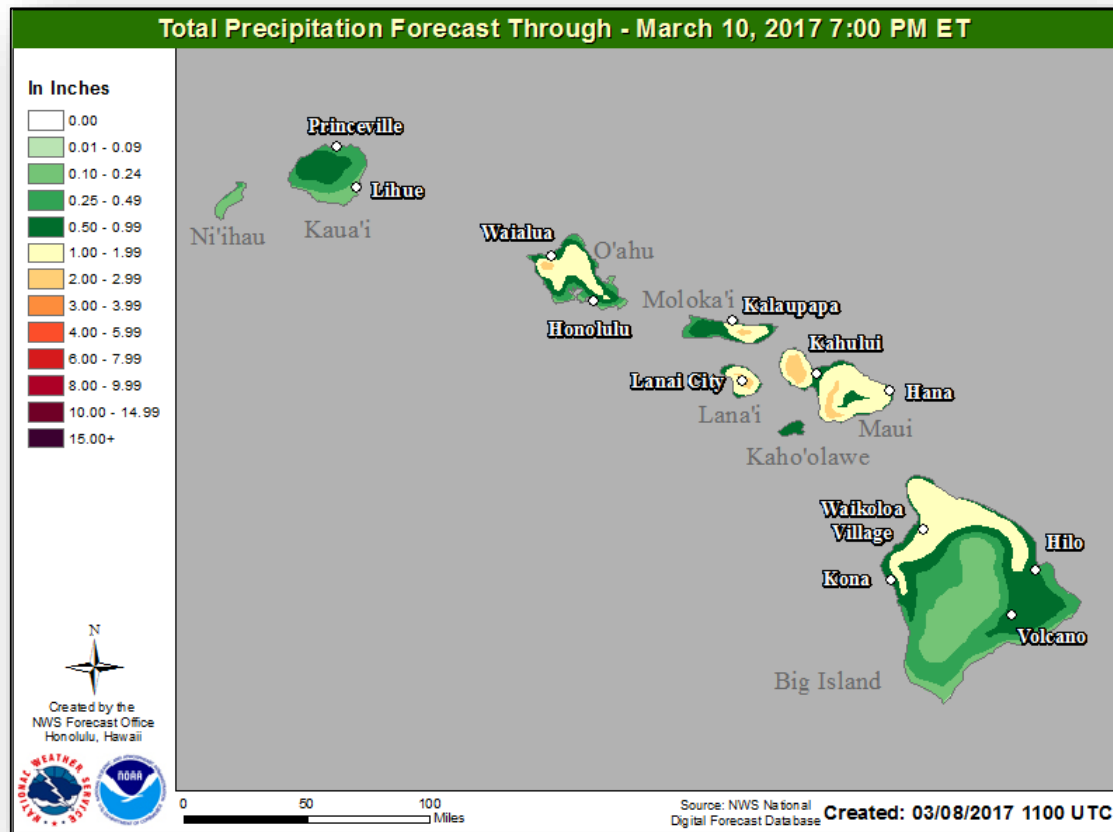 Total Precipitation Forecast Through - March 10, 2017 7:00 PM ET
In Inches
0.00
0.01 - 0.09
0.10 - 0.24
0.25 - 0.49
0.50 - 0.99
1.00 - 1.99
2.00 - 2.99
3.00 - 3.99
4.00 - 5.99
6.00 - 7.99
8.00 - 9.99
10.00 - 14.99
15.00+
Princeville
Lihue
Ni'ihau
Kaua'i
Waialua
O'ahu
Honolulu
Moloka'i
Kalaupapa
Kahului
Lanai City
Hana
Lana'i
Maui
Kaho'olawe
Waikoloa
Village
Hilo
Kona
Volcano
Big Island
N
Created by the
NWS Forecast Office
Honolulu, Hawaii
NATIONAL WEATHER SERVICE
NOAA
0 50 100
Miles
Source: NWS National
Digital Forecast Database
Created: 03/08/2017 1100 UTC